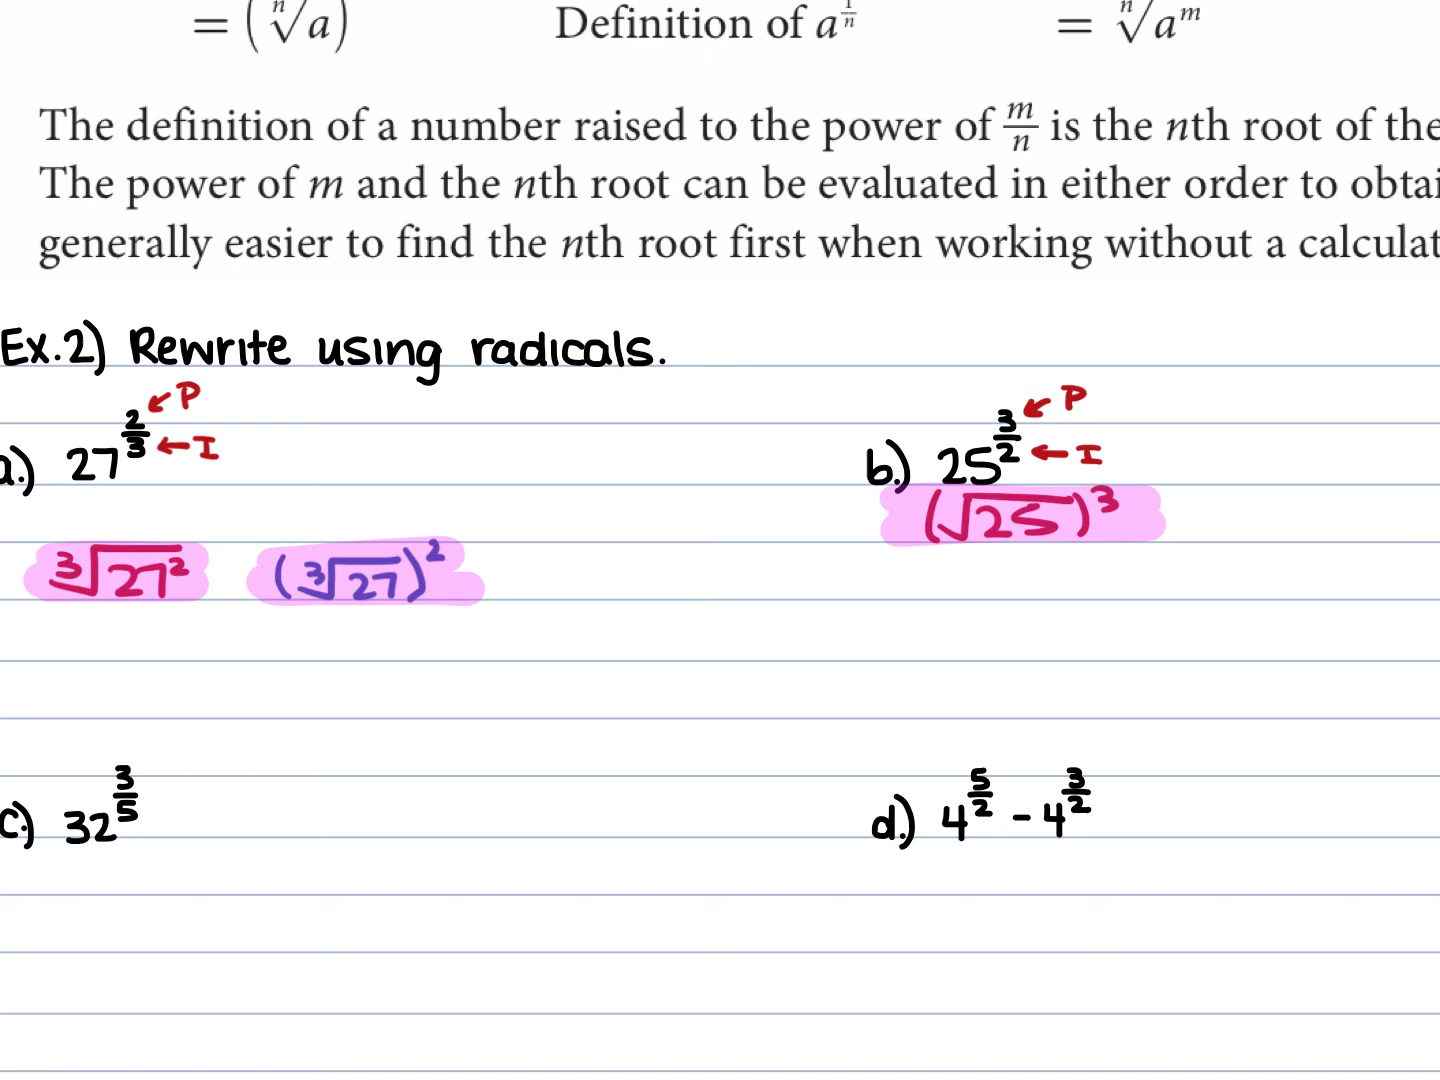 = (ⁿ√a) Definition of a^(1/n) = ⁿ√a^m
The definition of a number raised to the power of m/n is the nth root of the
The power of m and the nth root can be evaluated in either order to obtai
generally easier to find the nth root first when working without a calculat
Ex.2) Rewrite using radicals.
a.) 27^(2/3) ↙ P ← I
b.) 25^(3/2) ↙ P ← I
(√25)³
³√27² (³√27)²
c.) 32^(3/5)
d.) 4^(5/2) - 4^(3/2)